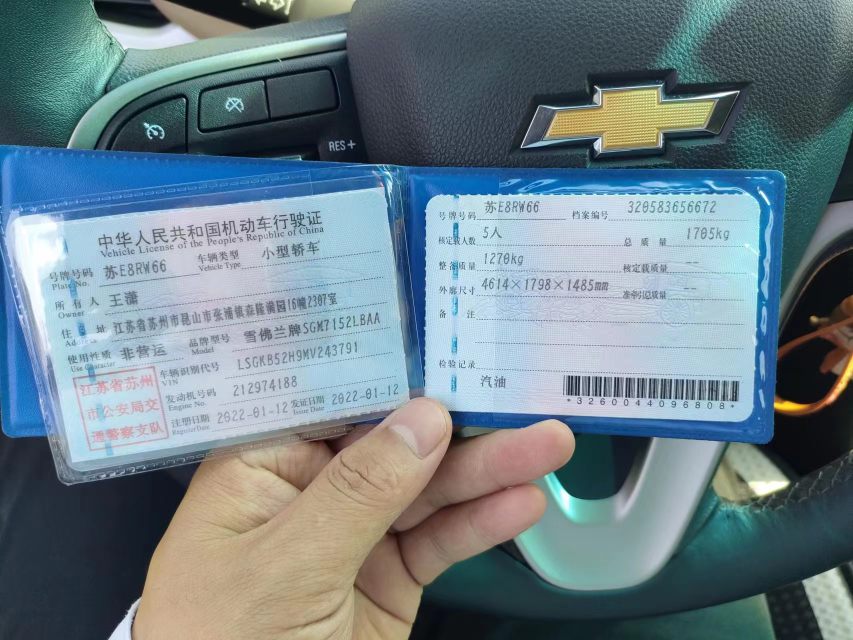 RES+
中华人民共和国机动车行驶证
Vehicle License of the People's Republic of China
号牌号码 苏E8RW66 车辆类型 小型轿车
Plate No. Vehicle Type
所有人 王潇
Owner
住址 江苏省苏州市昆山市张浦镇森隆满园16幢2307室
Address
使用性质 非营运 品牌型号 雪佛兰牌SGM7152LBAA
Use Character Model
江苏省苏州
市公安局交
通警察支队
车辆识别代号 LSGKB52H9MV243791
VIN
发动机号码 212974188
Engine No.
注册日期 2022-01-12 发证日期 2022-01-12
Register Date Issue Date
号牌号码 苏E8RW66 档案编号 320583656672
核定载人数 5人 总质量 1705kg
整备质量 1270kg 核定载质量 --
外廓尺寸 4614×1798×1485mm 准牵引总质量 --
备注
检验记录
汽油
*3260044096808*